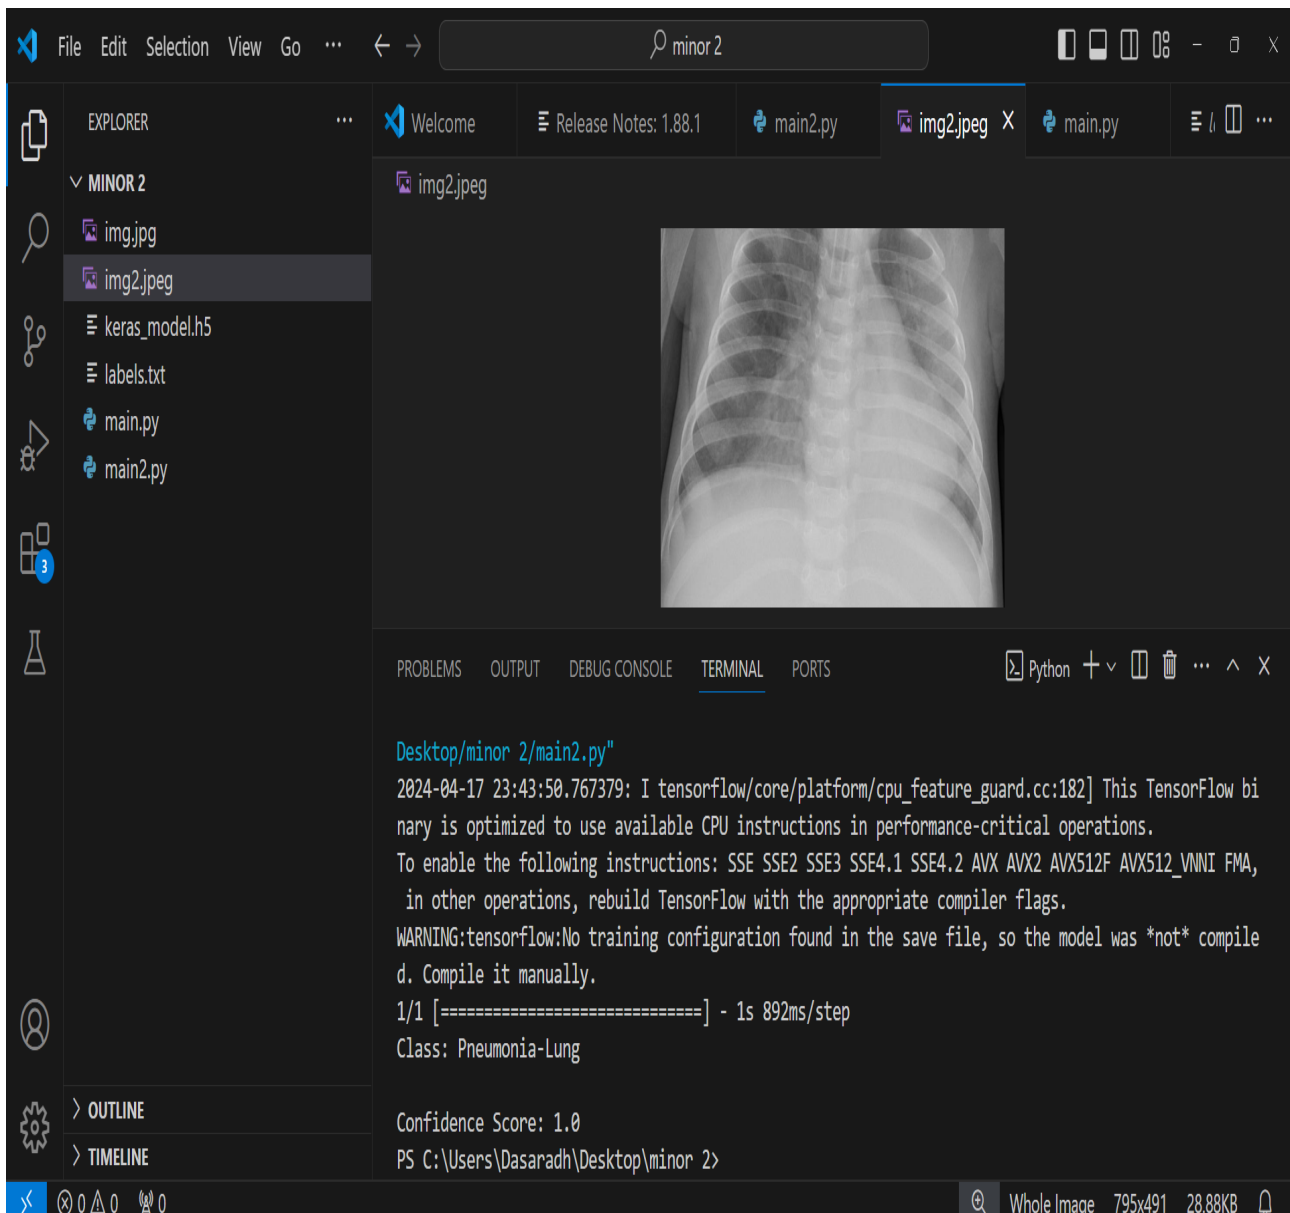 File Edit Selection View Go ··· minor 2
EXPLORER ···
Welcome Release Notes: 1.88.1 main2.py img2.jpeg main.py ···
MINOR 2
img2.jpeg
img.jpg
img2.jpeg
keras_model.h5
labels.txt
main.py
main2.py
3
PROBLEMS OUTPUT DEBUG CONSOLE TERMINAL PORTS Python ···
Desktop/minor 2/main2.py"
2024-04-17 23:43:50.767379: I tensorflow/core/platform/cpu_feature_guard.cc:182] This TensorFlow bi
nary is optimized to use available CPU instructions in performance-critical operations.
To enable the following instructions: SSE SSE2 SSE3 SSE4.1 SSE4.2 AVX AVX2 AVX512F AVX512_VNNI FMA,
in other operations, rebuild TensorFlow with the appropriate compiler flags.
WARNING:tensorflow:No training configuration found in the save file, so the model was *not* compile
d. Compile it manually.
1/1 [==============================] - 1s 892ms/step
Class: Pneumonia-Lung
Confidence Score: 1.0
PS C:\Users\Dasaradh\Desktop\minor 2>
OUTLINE
TIMELINE
0 0 0 Whole Image 795x491 28.88KB